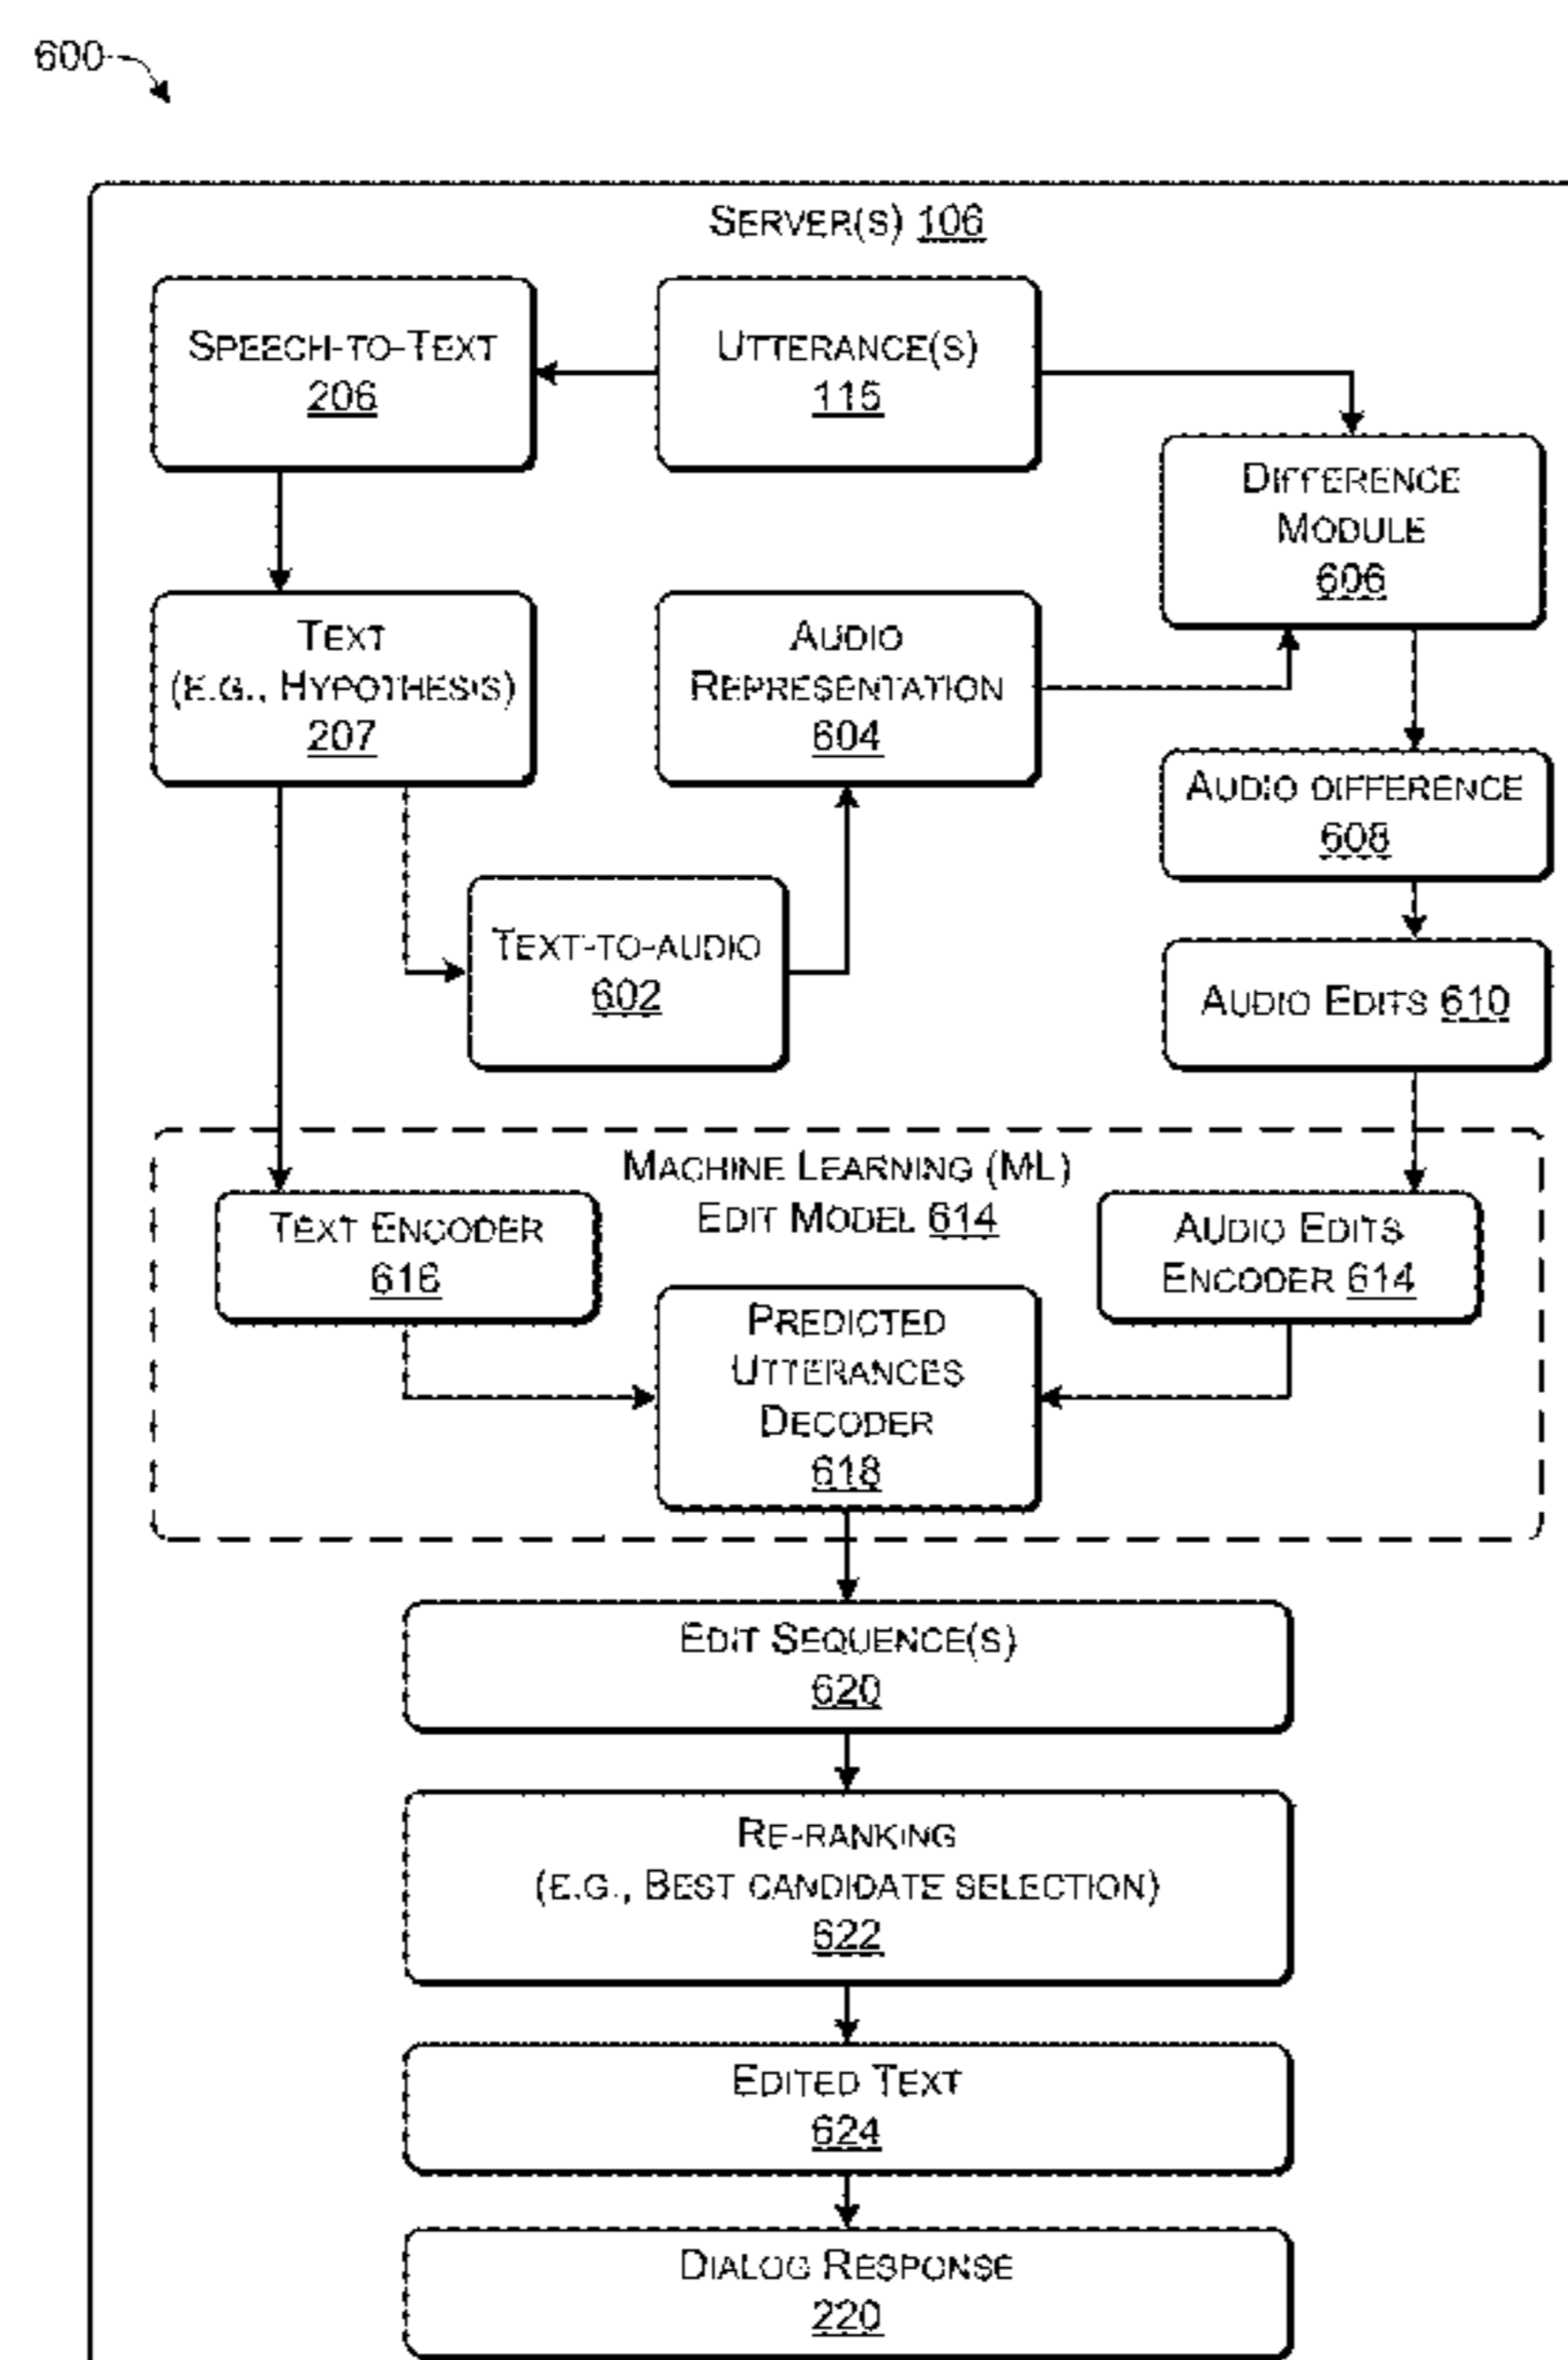 600
SERVER(S) 106
SPEECH-TO-TEXT
206
UTTERANCE(S)
115
DIFFERENCE
MODULE
606
TEXT
(E.G., HYPOTHESIS)
207
AUDIO
REPRESENTATION
604
AUDIO DIFFERENCE
608
TEXT-TO-AUDIO
602
AUDIO EDITS 610
MACHINE LEARNING (ML)
EDIT MODEL 614
TEXT ENCODER
616
AUDIO EDITS
ENCODER 614
PREDICTED
UTTERANCES
DECODER
618
EDIT SEQUENCE(S)
620
RE-RANKING
(E.G., BEST CANDIDATE SELECTION)
622
EDITED TEXT
624
DIALOG RESPONSE
220